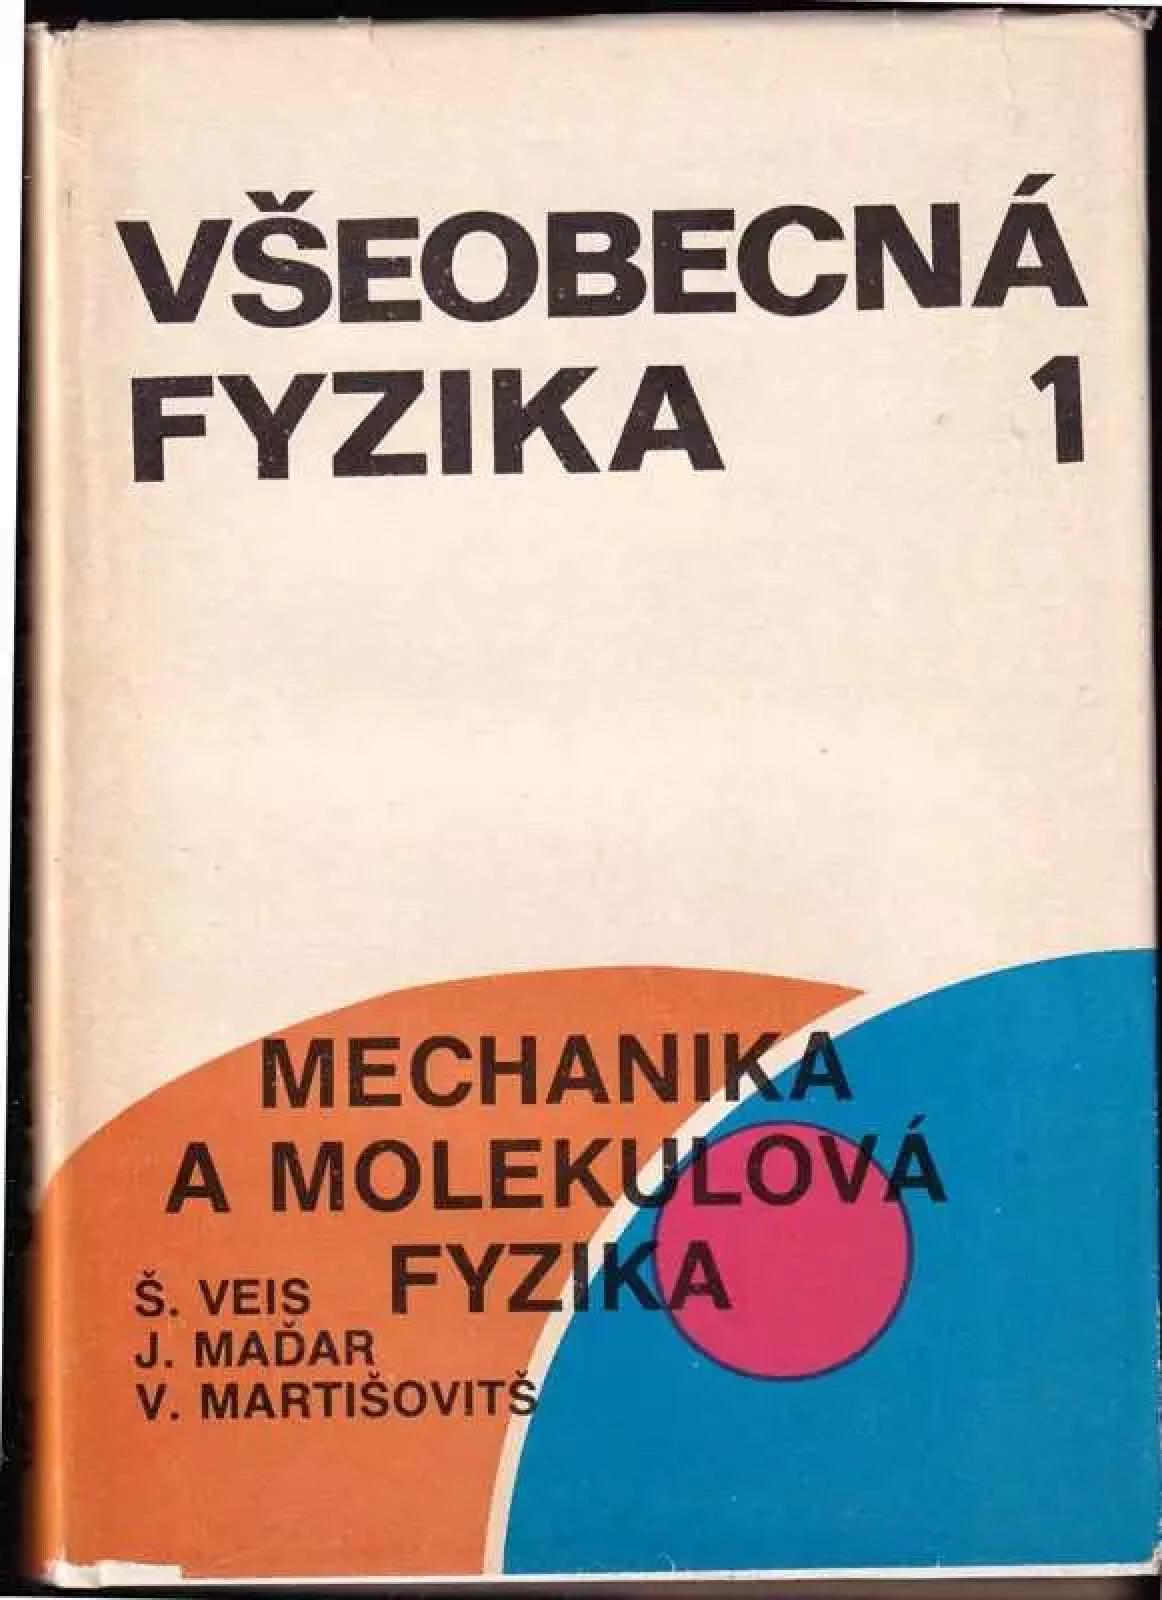 VŠEOBECNÁ
FYZIKA 1
MECHANIKA
A MOLEKULOVÁ
FYZIKA
Š. VEIS
J. MAĎAR
V. MARTIŠOVITŠ